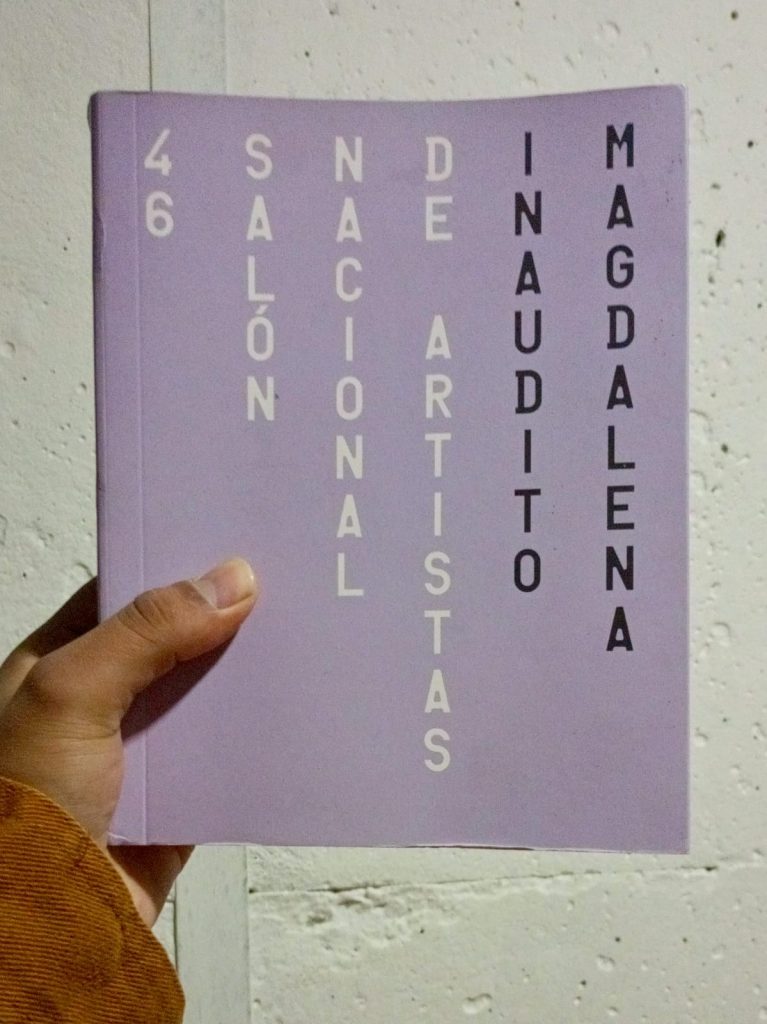 46
SALÓN
NACIONAL
DE ARTISTAS
INAUDITO
MAGDALENA